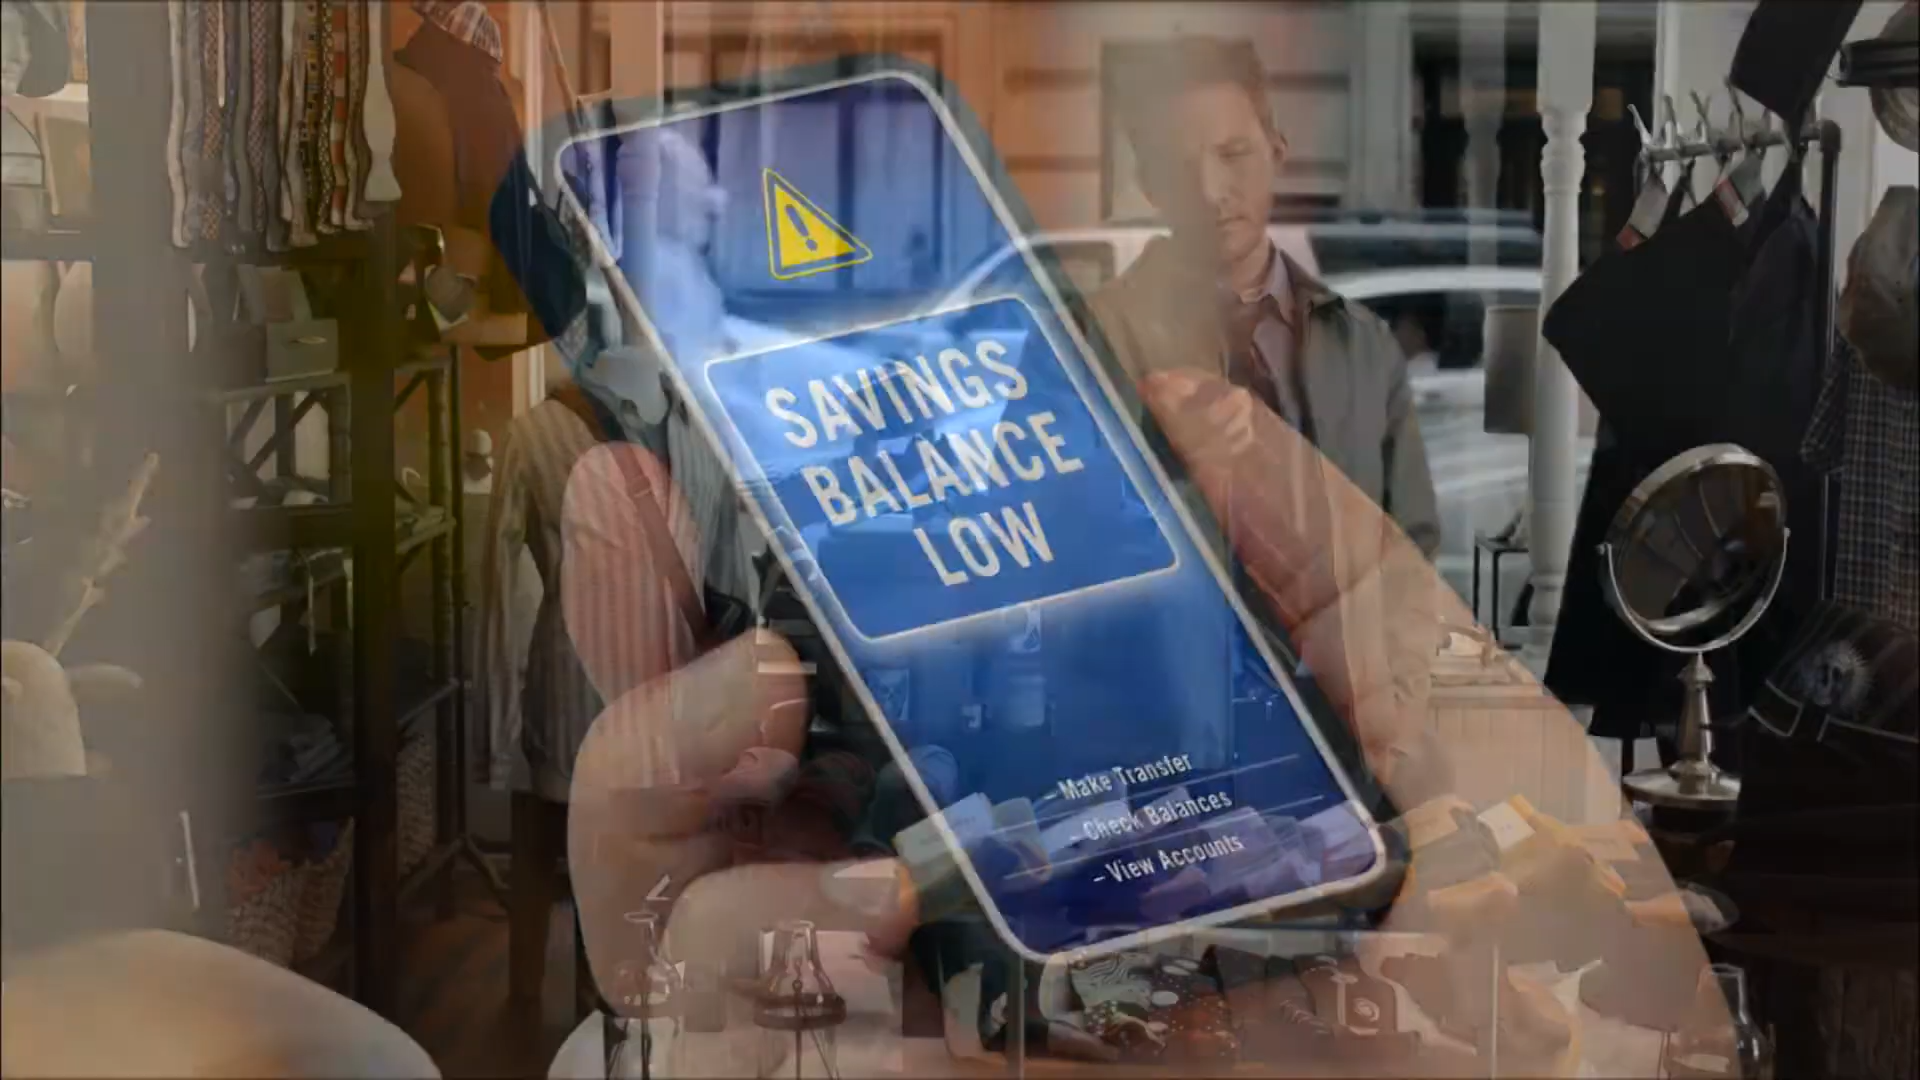 SAVINGS
BALANCE
LOW
- Make Transfer
- Check Balances
- View Accounts